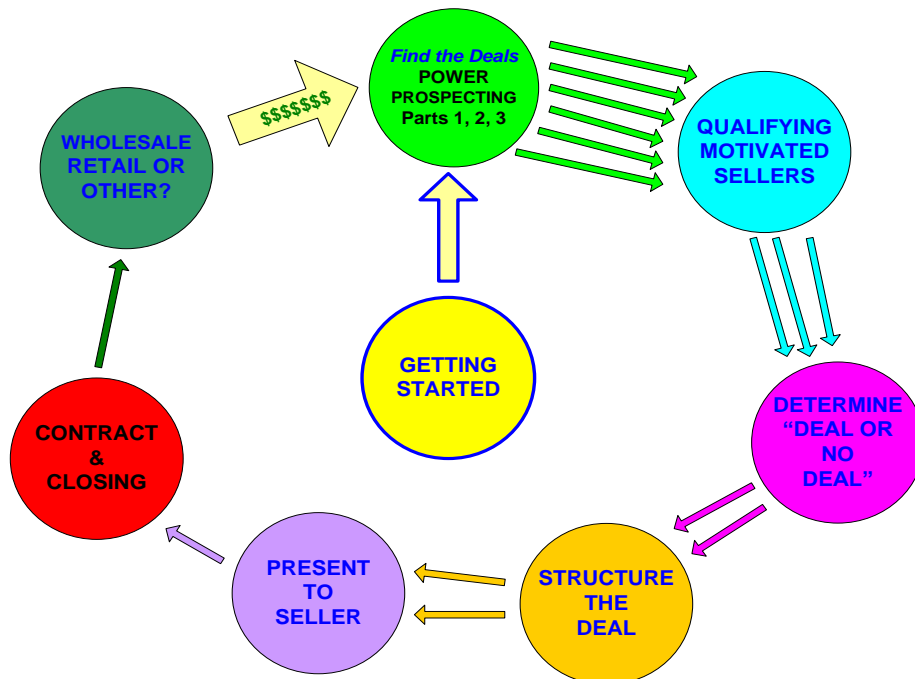 Find the Deals
POWER
PROSPECTING
Parts 1, 2, 3
$$$$$$$
WHOLESALE
RETAIL OR
OTHER?
QUALIFYING
MOTIVATED
SELLERS
GETTING
STARTED
DETERMINE
“DEAL OR
NO
DEAL”
CONTRACT
&
CLOSING
PRESENT
TO
SELLER
STRUCTURE
THE
DEAL